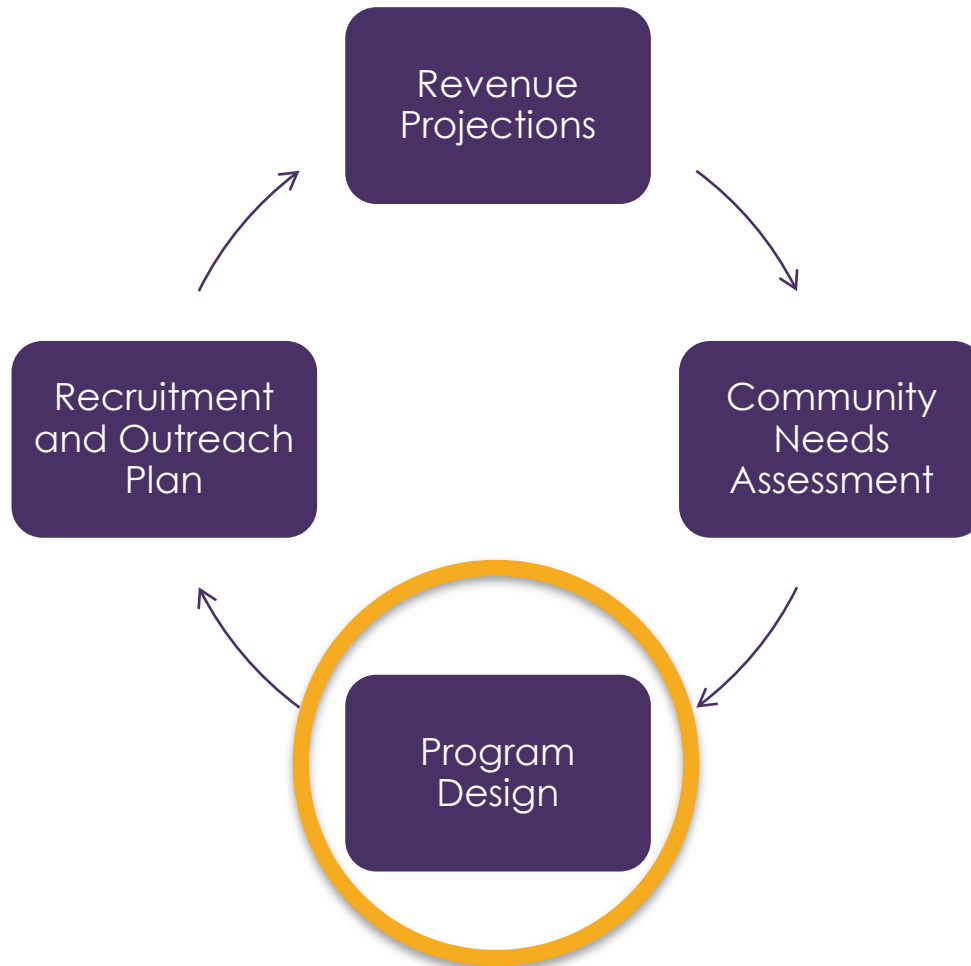 Revenue
Projections
Recruitment
and Outreach
Plan
Community
Needs
Assessment
Program
Design